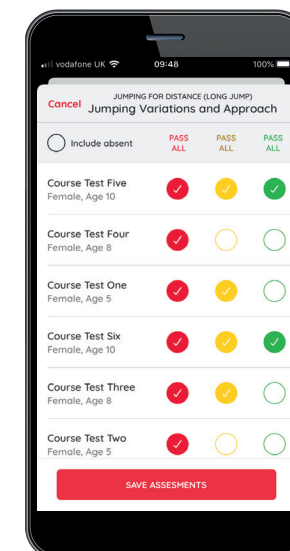 vodafone UK 09:48 100%
JUMPING FOR DISTANCE (LONG JUMP)
Cancel Jumping Variations and Approach
Include absent
PASS ALL
PASS ALL
PASS ALL
Course Test Five
Female, Age 10
Course Test Four
Female, Age 8
Course Test One
Female, Age 5
Course Test Six
Female, Age 10
Course Test Three
Female, Age 8
Course Test Two
Female, Age 5
SAVE ASSESMENTS